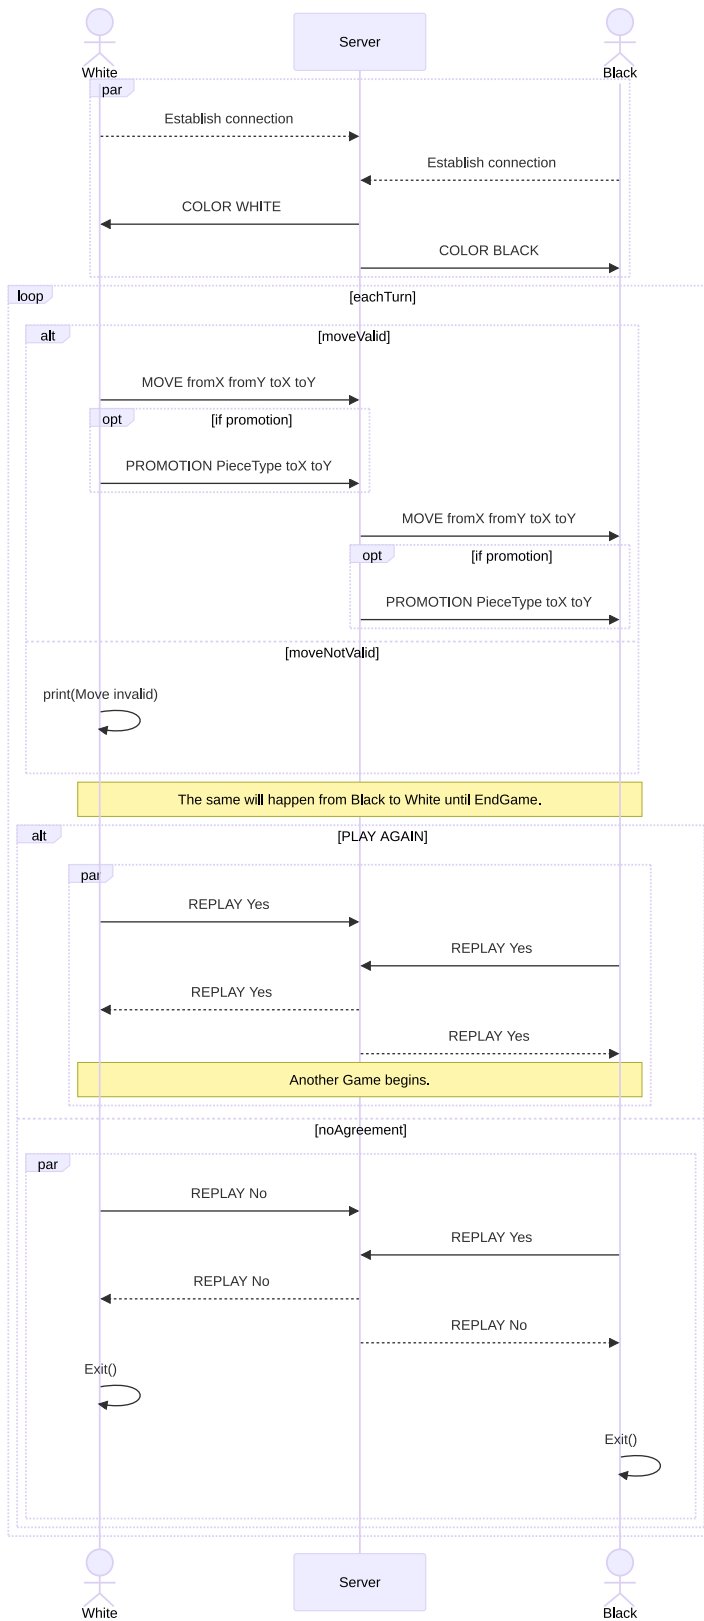 Server
White
Black
par
Establish connection
Establish connection
COLOR WHITE
COLOR BLACK
loop
[eachTurn]
alt
[moveValid]
MOVE fromX fromY toX toY
opt
[if promotion]
PROMOTION PieceType toX toY
MOVE fromX fromY toX toY
opt
[if promotion]
PROMOTION PieceType toX toY
[moveNotValid]
print(Move invalid)
The same will happen from Black to White until EndGame.
alt
[PLAY AGAIN]
par
REPLAY Yes
REPLAY Yes
REPLAY Yes
REPLAY Yes
Another Game begins.
[noAgreement]
par
REPLAY No
REPLAY Yes
REPLAY No
REPLAY No
Exit()
Exit()
Server
White
Black